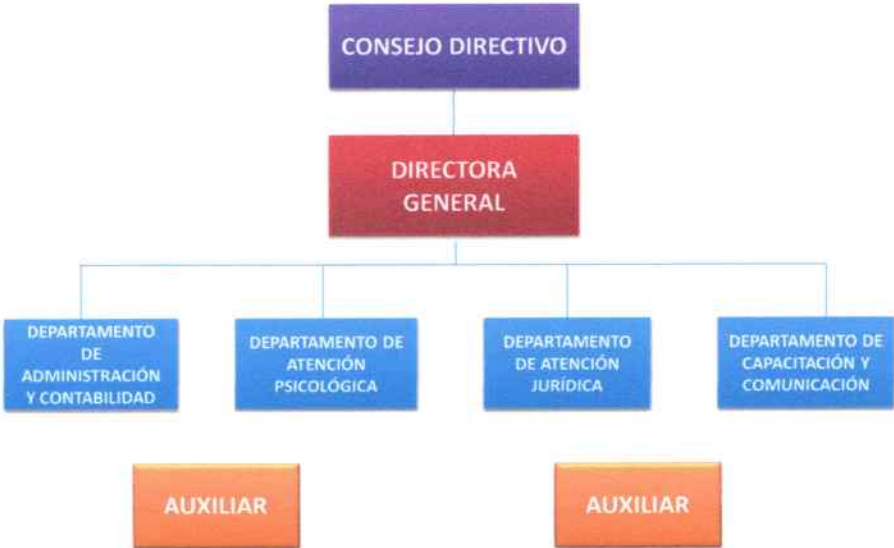 CONSEJO DIRECTIVO
DIRECTORA
GENERAL
DEPARTAMENTO
DE
ADMINISTRACIÓN
Y CONTABILIDAD
DEPARTAMENTO DE
ATENCIÓN
PSICOLÓGICA
DEPARTAMENTO
DE ATENCIÓN
JURÍDICA
DEPARTAMENTO DE
CAPACITACIÓN Y
COMUNICACIÓN
AUXILIAR
AUXILIAR